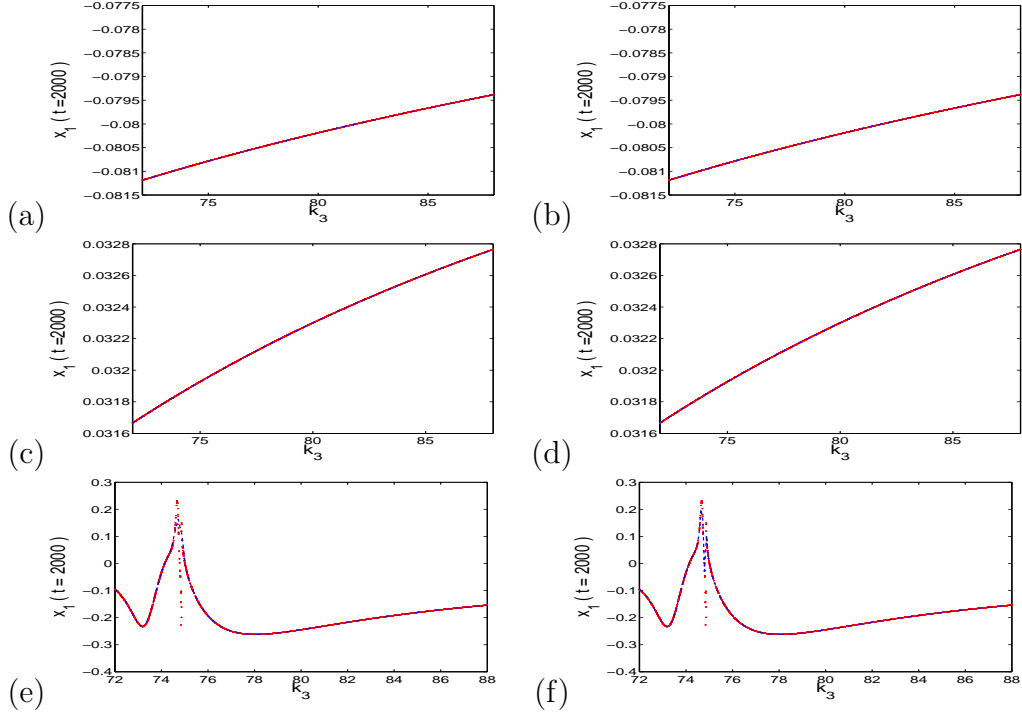 −0.0775
−0.078
−0.0785
−0.079
−0.0795
−0.08
−0.0805
−0.081
−0.0815
x1 ( t =2000 )
75 80 85
k3
(a)
−0.0775
−0.078
−0.0785
−0.079
−0.0795
−0.08
−0.0805
−0.081
−0.0815
x1 ( t =2000 )
75 80 85
k3
(b)
0.0328
0.0326
0.0324
0.0322
0.032
0.0318
0.0316
x1 ( t =2000 )
75 80 85
k3
(c)
0.0328
0.0326
0.0324
0.0322
0.032
0.0318
0.0316
x1 ( t =2000 )
75 80 85
k3
(d)
0.3
0.2
0.1
0
−0.1
−0.2
−0.3
−0.4
x1 ( t = 2000 )
72 74 76 78 80 82 84 86 88
k3
(e)
0.3
0.2
0.1
0
−0.1
−0.2
−0.3
−0.4
x1 ( t = 2000 )
72 74 76 78 80 82 84 86 88
k3
(f)